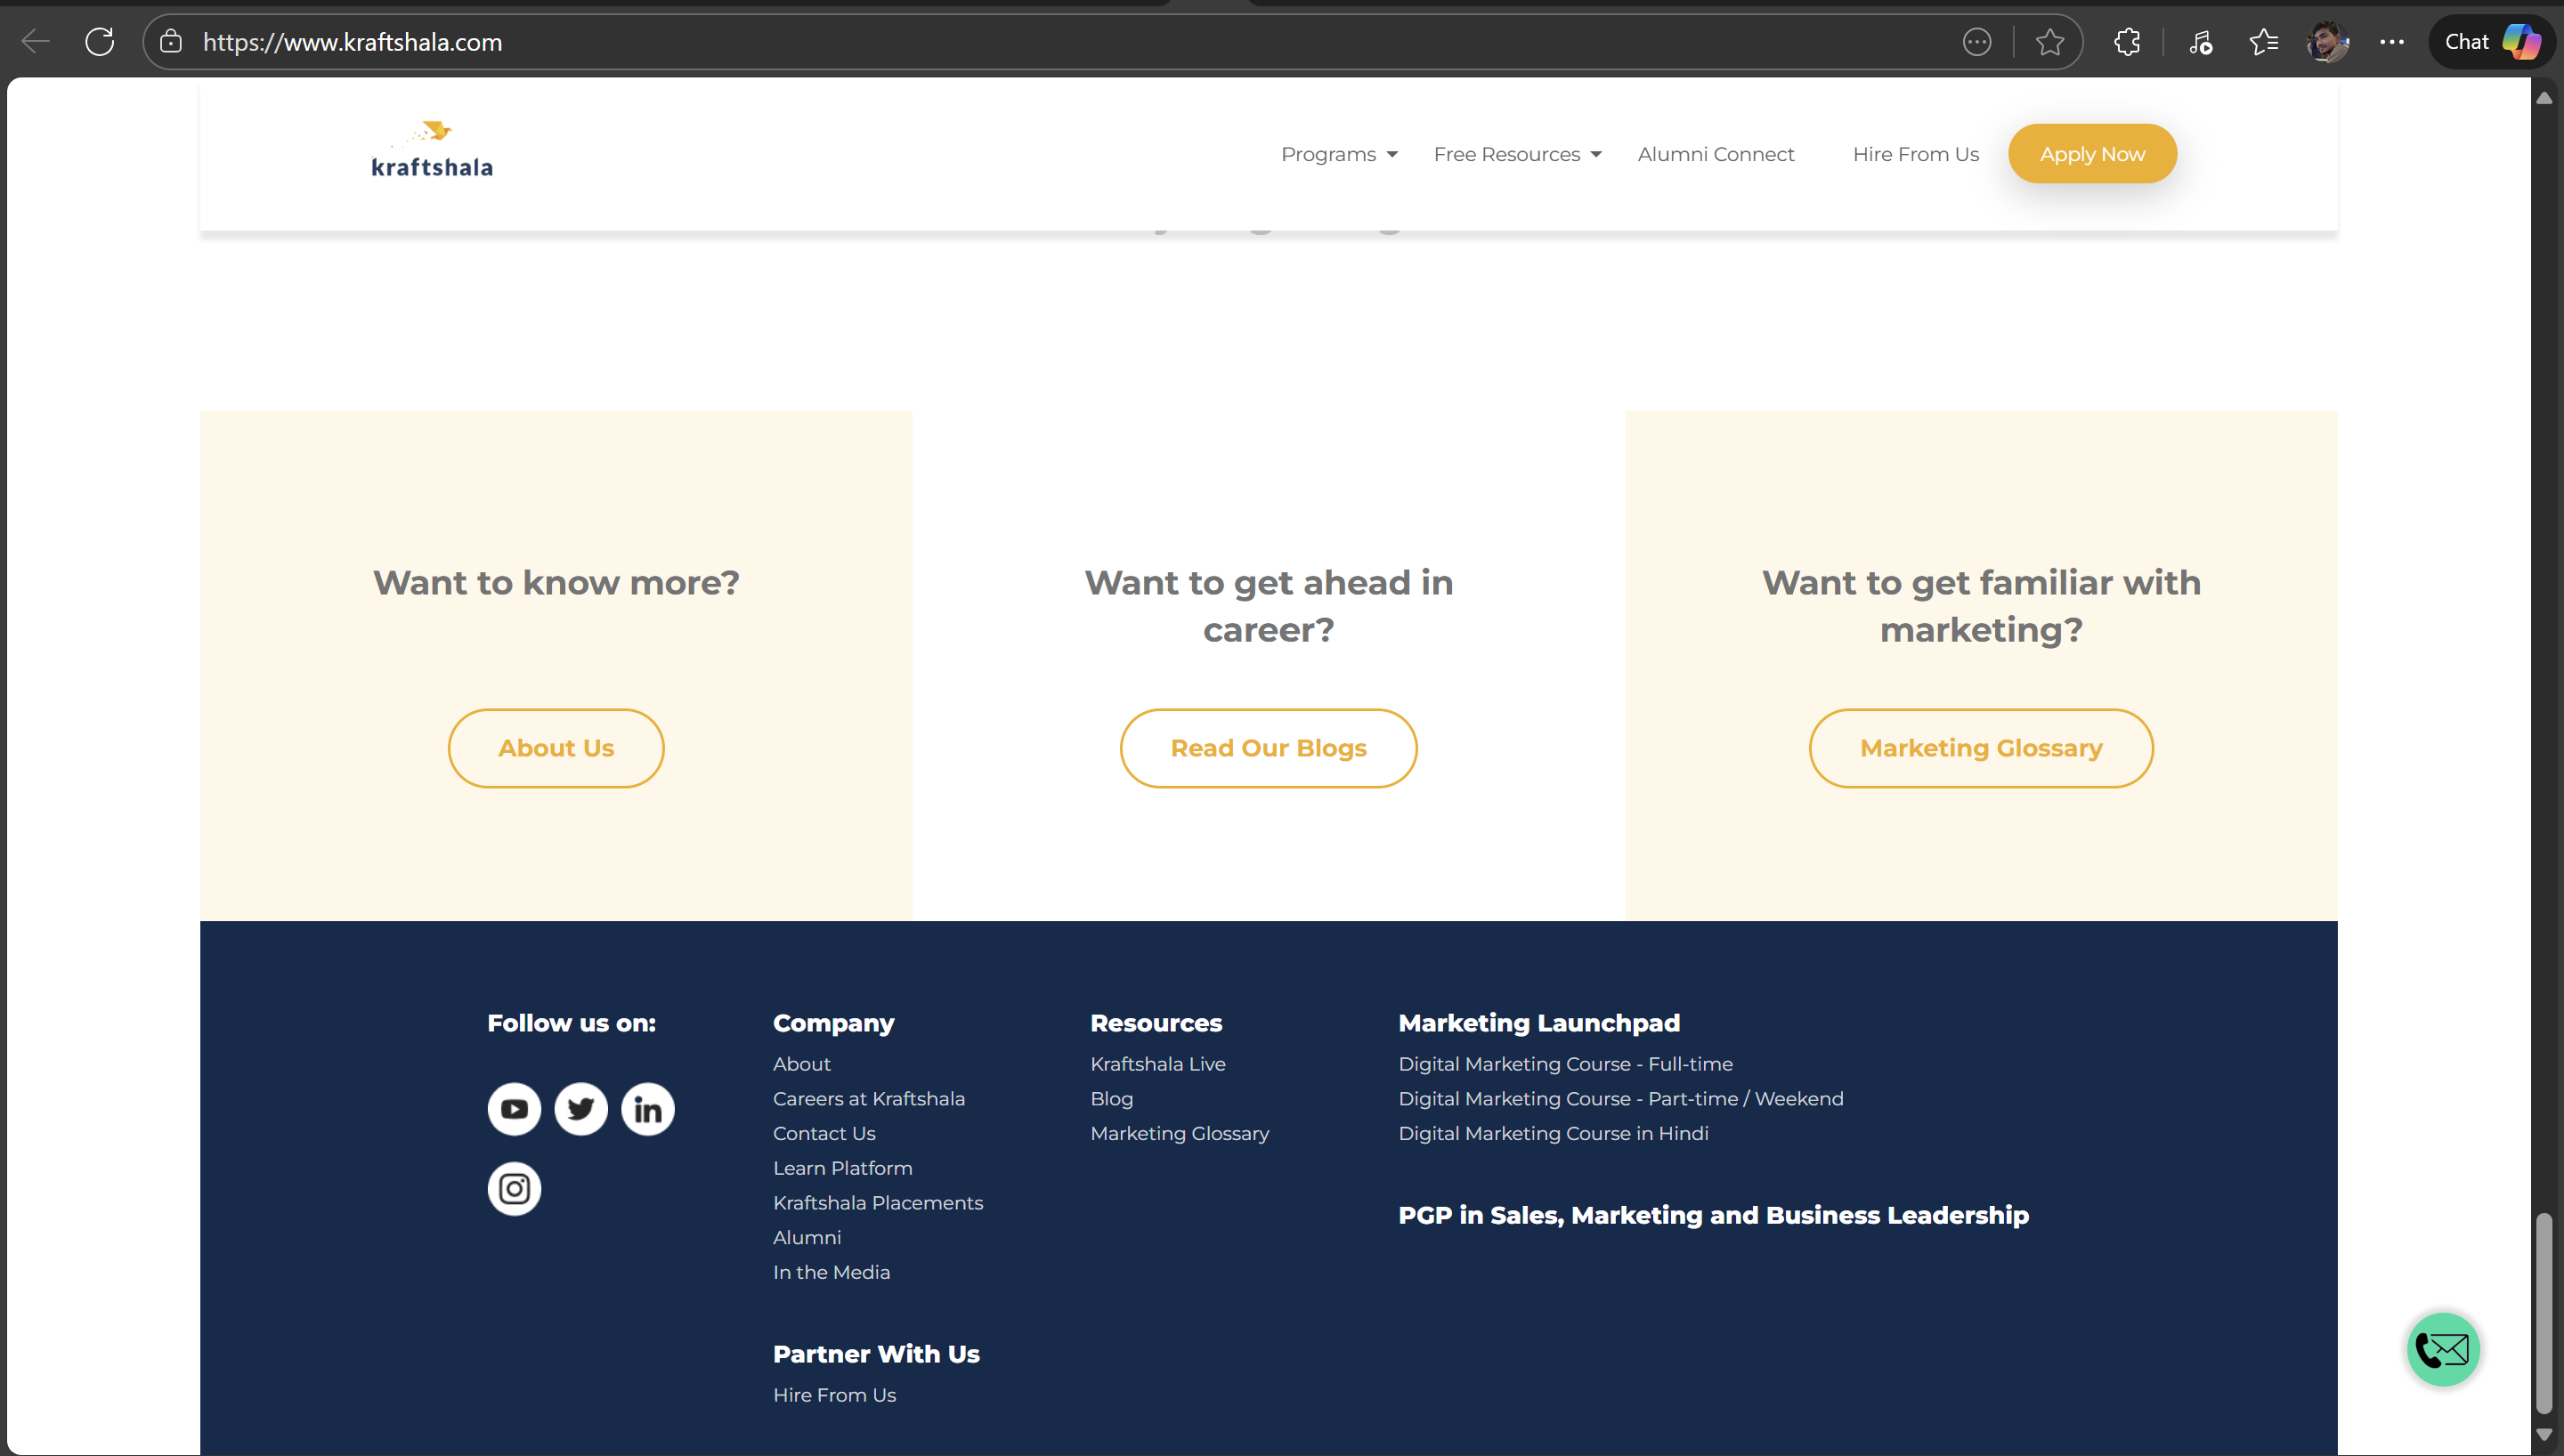 https://www.kraftshala.com
Chat
kraftshala
Programs
Free Resources
Alumni Connect
Hire From Us
Apply Now
Want to know more?
About Us
Want to get ahead in
career?
Read Our Blogs
Want to get familiar with
marketing?
Marketing Glossary
Follow us on:
Company
About
Careers at Kraftshala
Contact Us
Learn Platform
Kraftshala Placements
Alumni
In the Media
Partner With Us
Hire From Us
Resources
Kraftshala Live
Blog
Marketing Glossary
Marketing Launchpad
Digital Marketing Course - Full-time
Digital Marketing Course - Part-time / Weekend
Digital Marketing Course in Hindi
PGP in Sales, Marketing and Business Leadership